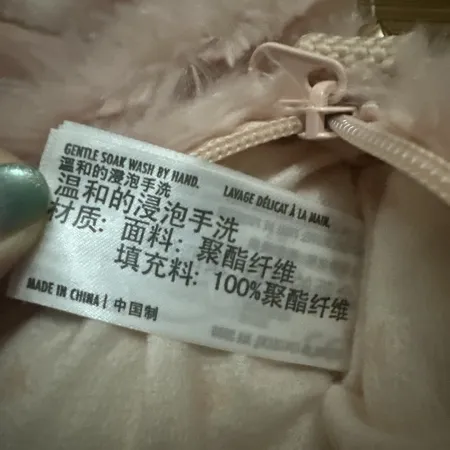 GENTLE SOAK WASH BY HAND.
LAVAGE DÉLICAT À LA MAIN.
温和的浸泡手洗
温和的浸泡手洗
材质: 面料: 聚酯纤维
填充料: 100%聚酯纤维
MADE IN CHINA | 中国制